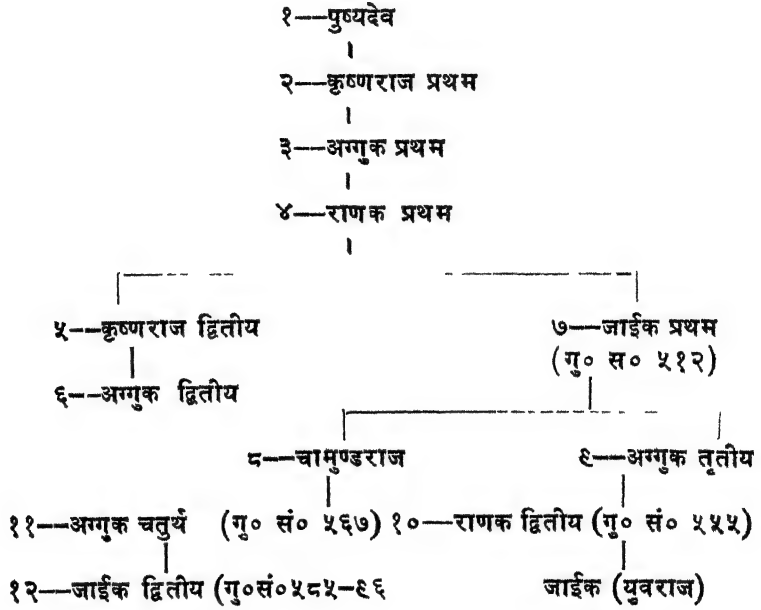 १—पुष्यदेव
२—कृष्णराज प्रथम
३—अग्गुक प्रथम
४—राणक प्रथम
५--कृष्णराज द्वितीय ७—जाईक प्रथम
(गु० स० ५१२)
६--अग्गुक द्वितीय
८—चामुण्डराज ९—अग्गुक तृतीय
११—अग्गुक चतुर्थ (गु० सं० ५६७) १०—राणक द्वितीय (गु० सं० ५५५)
१२—जाईक द्वितीय (गु०सं०५८५-९६ जाईक (युवराज)